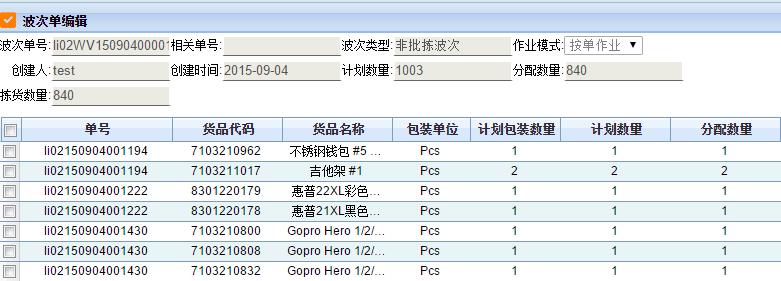 波次单编辑
波次单号: li02WV1509040001 相关单号: 波次类型: 非批拣波次 作业模式: 按单作业
创建人: test 创建时间: 2015-09-04 计划数量: 1003 分配数量: 840
拣货数量: 840
单号 货品代码 货品名称 包装单位 计划包装数量 计划数量 分配数量
li02150904001194 7103210962 不锈钢钱包 #5 ... Pcs 1 1 1
li02150904001194 7103211017 吉他架 #1 Pcs 2 2 2
li02150904001222 8301220179 惠普22XL彩色... Pcs 1 1 1
li02150904001222 8301220178 惠普21XL黑色... Pcs 1 1 1
li02150904001430 7103210800 Gopro Hero 1/2/... Pcs 1 1 1
li02150904001430 7103210808 Gopro Hero 1/2/... Pcs 1 1 1
li02150904001430 7103210832 Gopro Hero 1/2/... Pcs 1 1 1